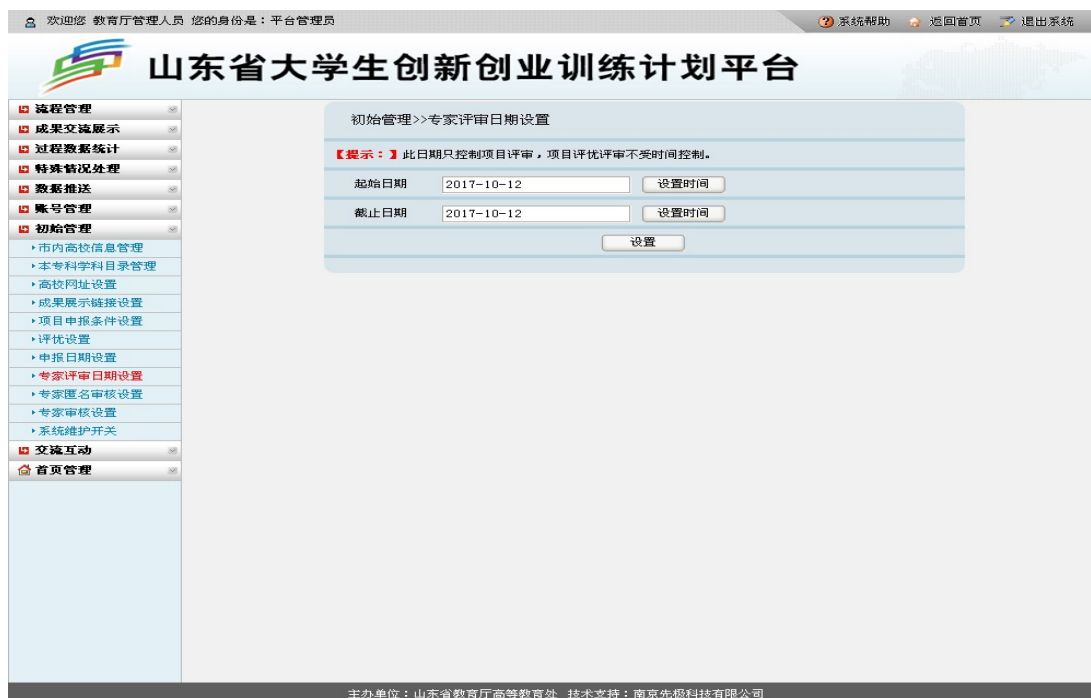 欢迎您 教育厅管理人员 您的身份是：平台管理员
系统帮助 返回首页 退出系统
山东省大学生创新创业训练计划平台
流程管理
成果交流展示
过程数据统计
特殊情况处理
数据推送
账号管理
初始管理
市内高校信息管理
本专科学科目录管理
高校网址设置
成果展示链接设置
项目申报条件设置
评优设置
申报日期设置
专家评审日期设置
专家匿名审核设置
专家审核设置
系统维护开关
交流互动
首页管理
初始管理>>专家评审日期设置
【提示：】此日期只控制项目评审，项目评优评审不受时间控制。
起始日期 2017-10-12 设置时间
截止日期 2017-10-12 设置时间
设置
主办单位：山东省教育厅高等教育处 技术支持：南京先极科技有限公司